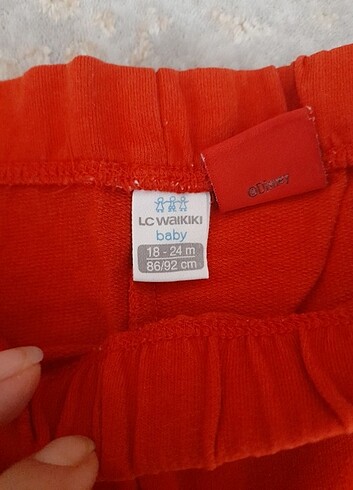 LC WAIKIKI
baby
18 - 24 m
86/92 cm
Disney